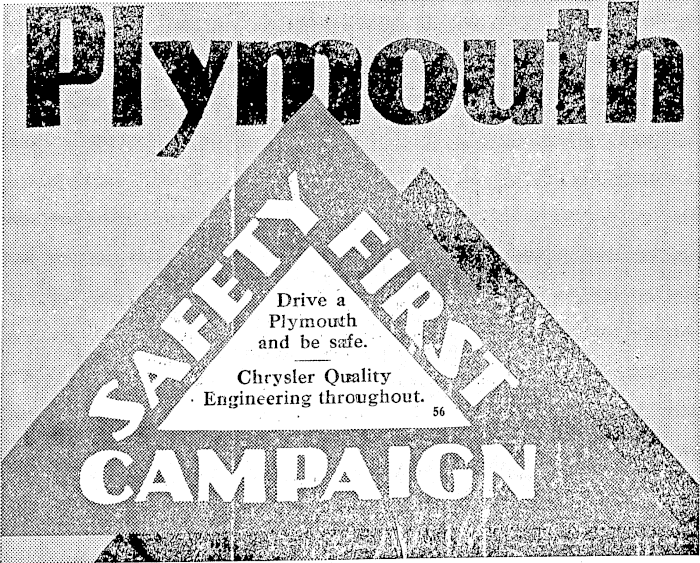 Plymouth
SAFETY FIRST
Drive a
Plymouth
and be safe.
Chrysler Quality
Engineering throughout.
56
CAMPAIGN